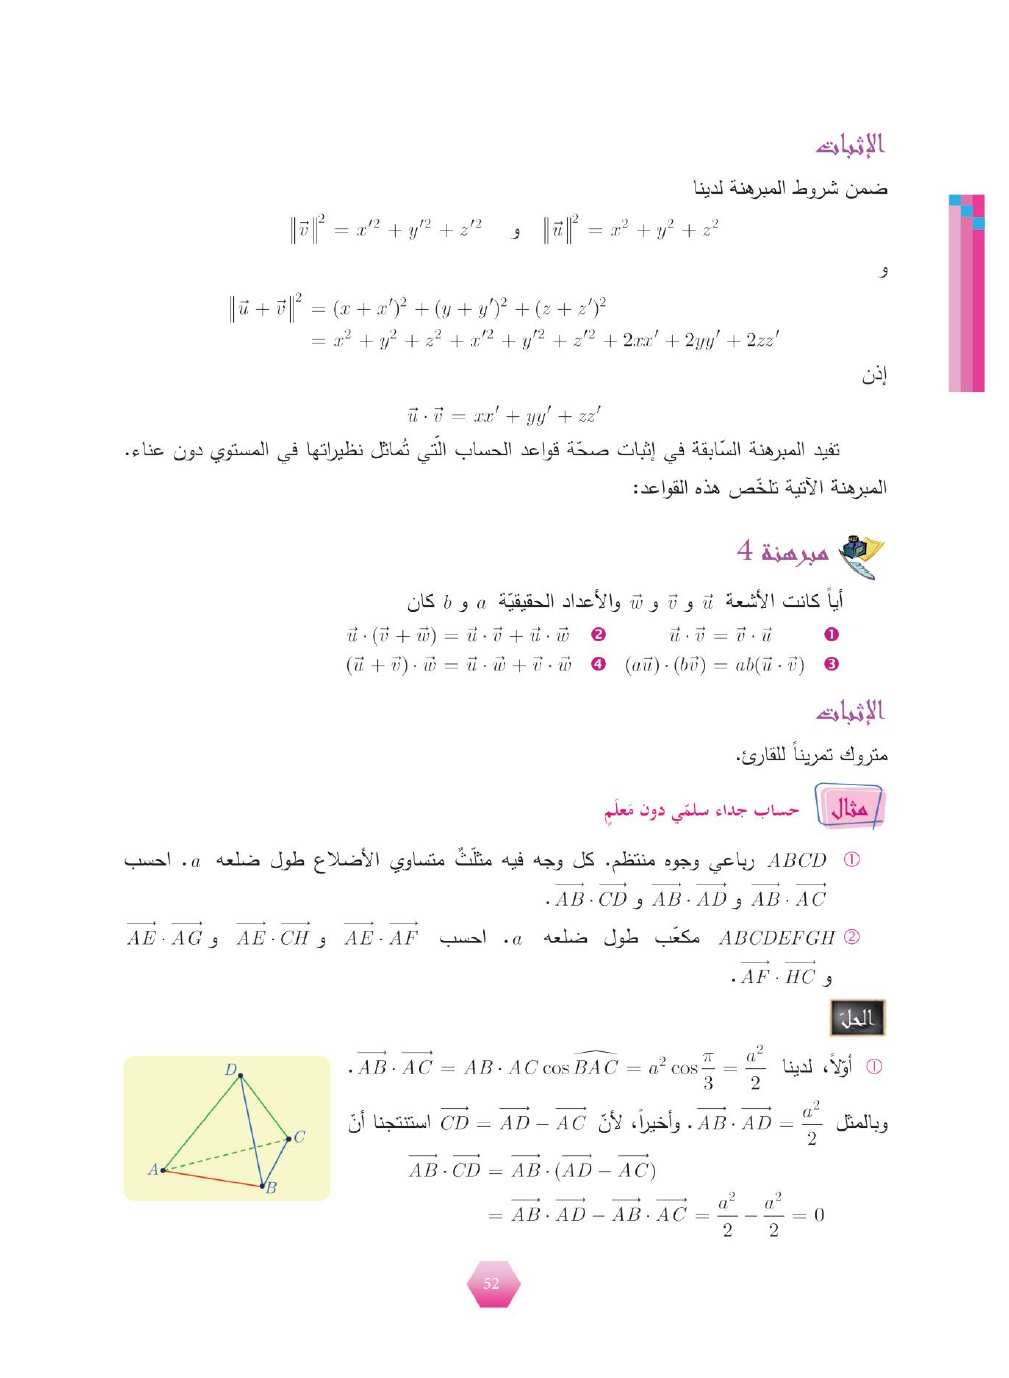 الإثبات
ضمن شروط المبرهنة لدينا
‖u⃗‖² = x² + y² + z² و ‖v⃗‖² = x′² + y′² + z′²
و
‖u⃗ + v⃗‖² = (x + x′)² + (y + y′)² + (z + z′)²
= x² + y² + z² + x′² + y′² + z′² + 2xx′ + 2yy′ + 2zz′
إذن
u⃗ · v⃗ = xx′ + yy′ + zz′
تفيد المبرهنة السّابقة في إثبات صحّة قواعد الحساب الّتي تُماثل نظيراتها في المستوي دون عناء.
المبرهنة الآتية تلخّص هذه القواعد:
مبرهنة 4
أياً كانت الأشعة u⃗ و v⃗ و w⃗ والأعداد الحقيقيّة a و b كان
❶ u⃗ · v⃗ = v⃗ · u⃗ ❷ u⃗ · (v⃗ + w⃗) = u⃗ · v⃗ + u⃗ · w⃗
❸ (au⃗) · (bv⃗) = ab(u⃗ · v⃗) ❹ (u⃗ + v⃗) · w⃗ = u⃗ · w⃗ + v⃗ · w⃗
الإثبات
متروك تمريناً للقارئ.
مثال حساب جداء سلمّي دون مَعلَمٍ
① ABCD رباعي وجوه منتظم. كل وجه فيه مثلّثٌ متساوي الأضلاع طول ضلعه a. احسب
AB⃗ · AC⃗ و AB⃗ · AD⃗ و AB⃗ · CD⃗.
② ABCDEFGH مكعّب طول ضلعه a. احسب AE⃗ · AF⃗ و AE⃗ · CH⃗ و AE⃗ · AG⃗
و AF⃗ · HC⃗.
الحلّ
① أوّلاً، لدينا AB⃗ · AC⃗ = AB · AC cos BAC̑ = a² cos π/3 = a²/2.
وبالمثل AB⃗ · AD⃗ = a²/2. وأخيراً، لأنّ CD⃗ = AD⃗ − AC⃗ استنتجنا أنّ
AB⃗ · CD⃗ = AB⃗ · (AD⃗ − AC⃗)
= AB⃗ · AD⃗ − AB⃗ · AC⃗ = a²/2 − a²/2 = 0
D
C
A
B
52